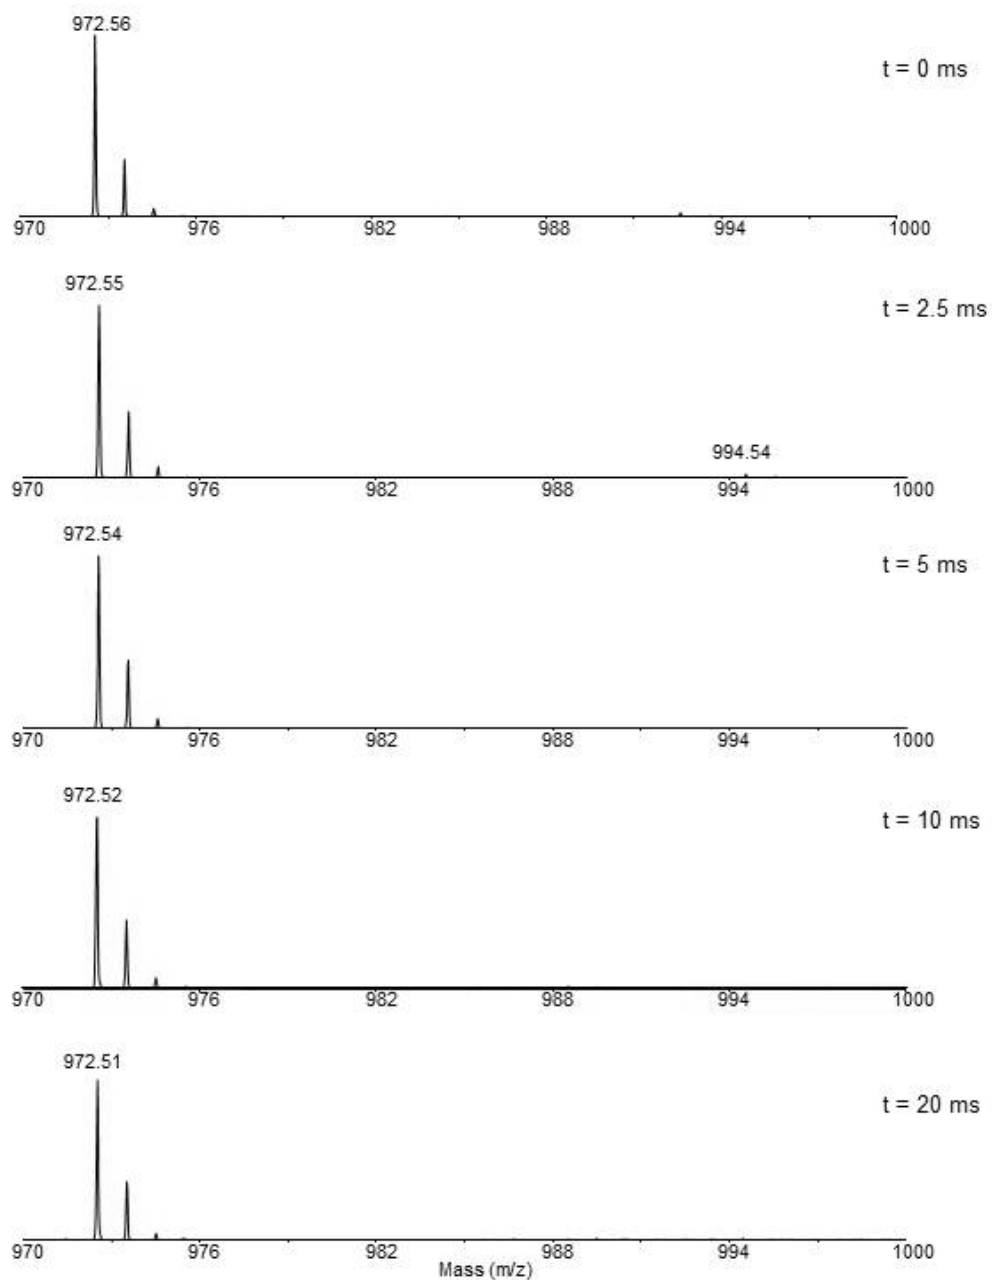 972.56
t = 0 ms
970 976 982 988 994 1000
972.55
t = 2.5 ms
994.54
970 976 982 988 994 1000
972.54
t = 5 ms
970 976 982 988 994 1000
972.52
t = 10 ms
970 976 982 988 994 1000
972.51
t = 20 ms
970 976 982 988 994 1000
Mass (m/z)